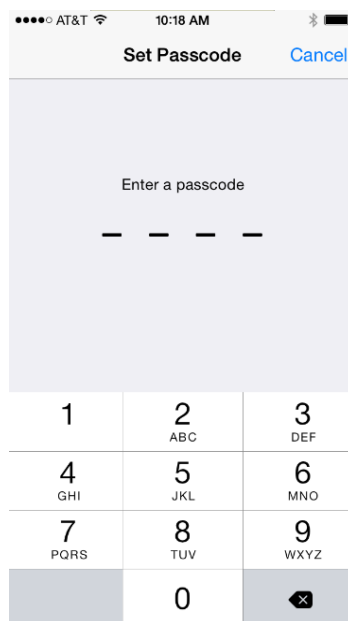 AT&T 10:18 AM
Set Passcode Cancel
Enter a passcode
1 2 3
ABC DEF
4 5 6
GHI JKL MNO
7 8 9
PQRS TUV WXYZ
0